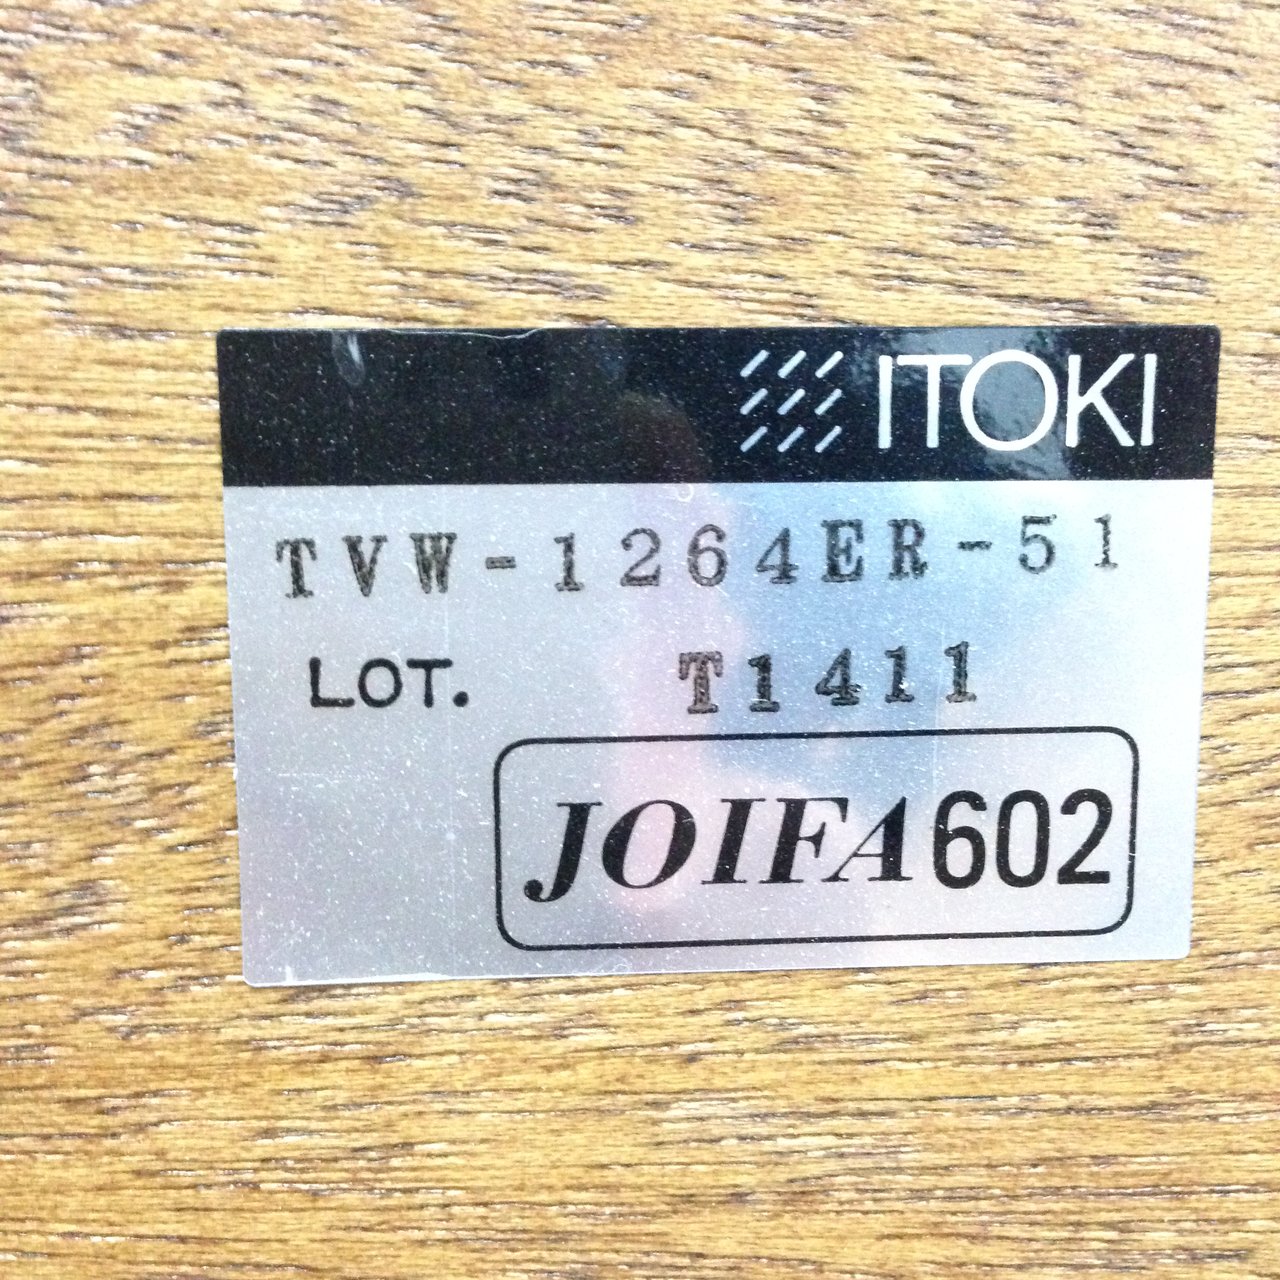 ITOKI
TVW-1264ER-51
LOT. T1411
JOIFA602